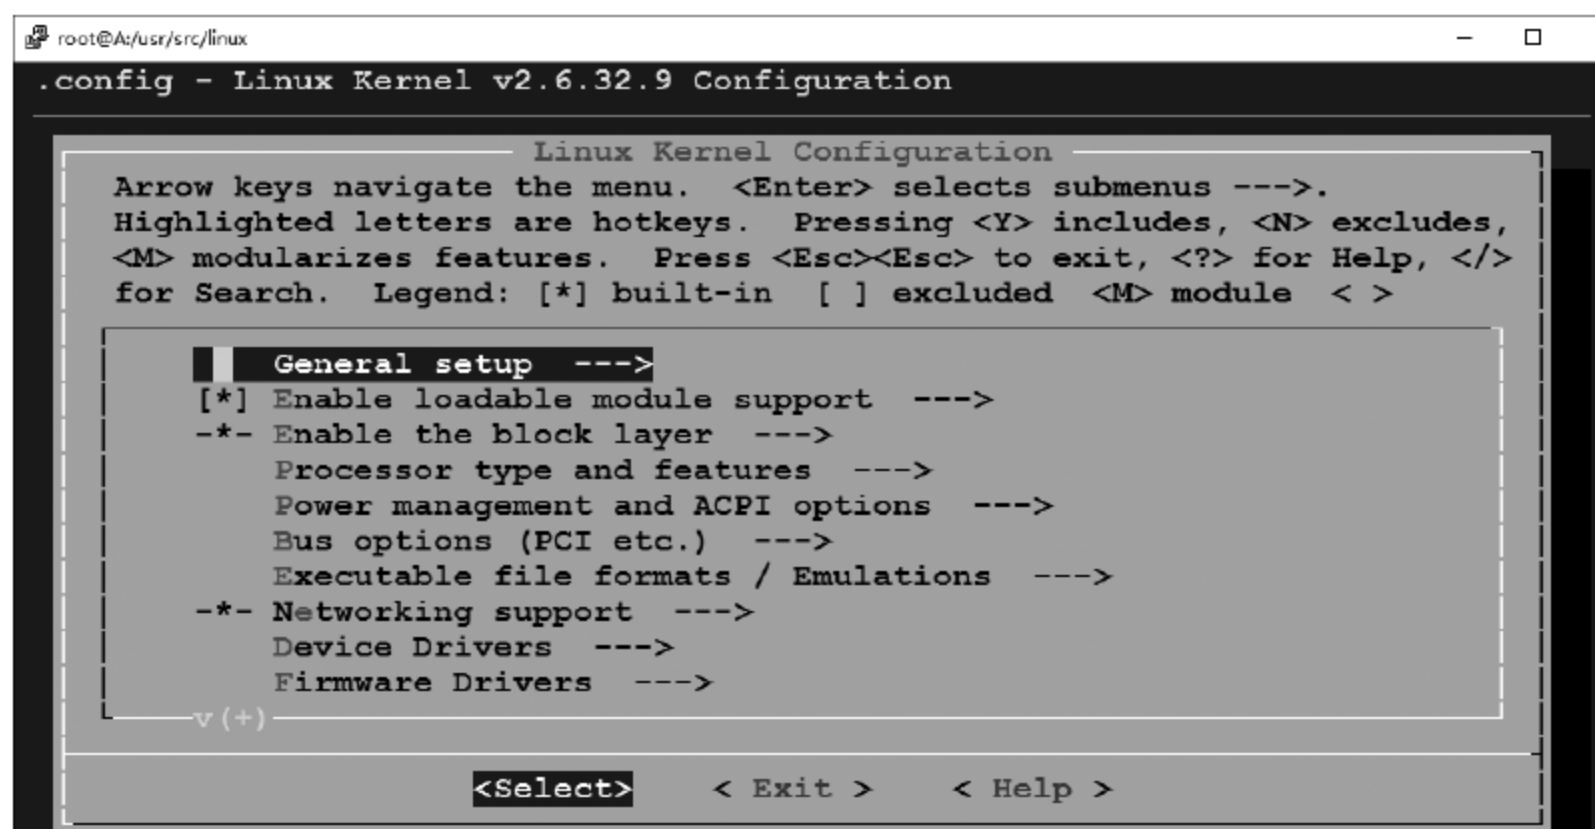 root@A:/usr/src/linux
.config - Linux Kernel v2.6.32.9 Configuration
Linux Kernel Configuration
Arrow keys navigate the menu.  <Enter> selects submenus --->.
Highlighted letters are hotkeys.  Pressing <Y> includes, <N> excludes,
<M> modularizes features.  Press <Esc><Esc> to exit, <?> for Help, </>
for Search.  Legend: [*] built-in  [ ] excluded  <M> module  < >
General setup  --->
[*] Enable loadable module support  --->
-*- Enable the block layer  --->
Processor type and features  --->
Power management and ACPI options  --->
Bus options (PCI etc.)  --->
Executable file formats / Emulations  --->
-*- Networking support  --->
Device Drivers  --->
Firmware Drivers  --->
v(+)
<Select>    < Exit >    < Help >